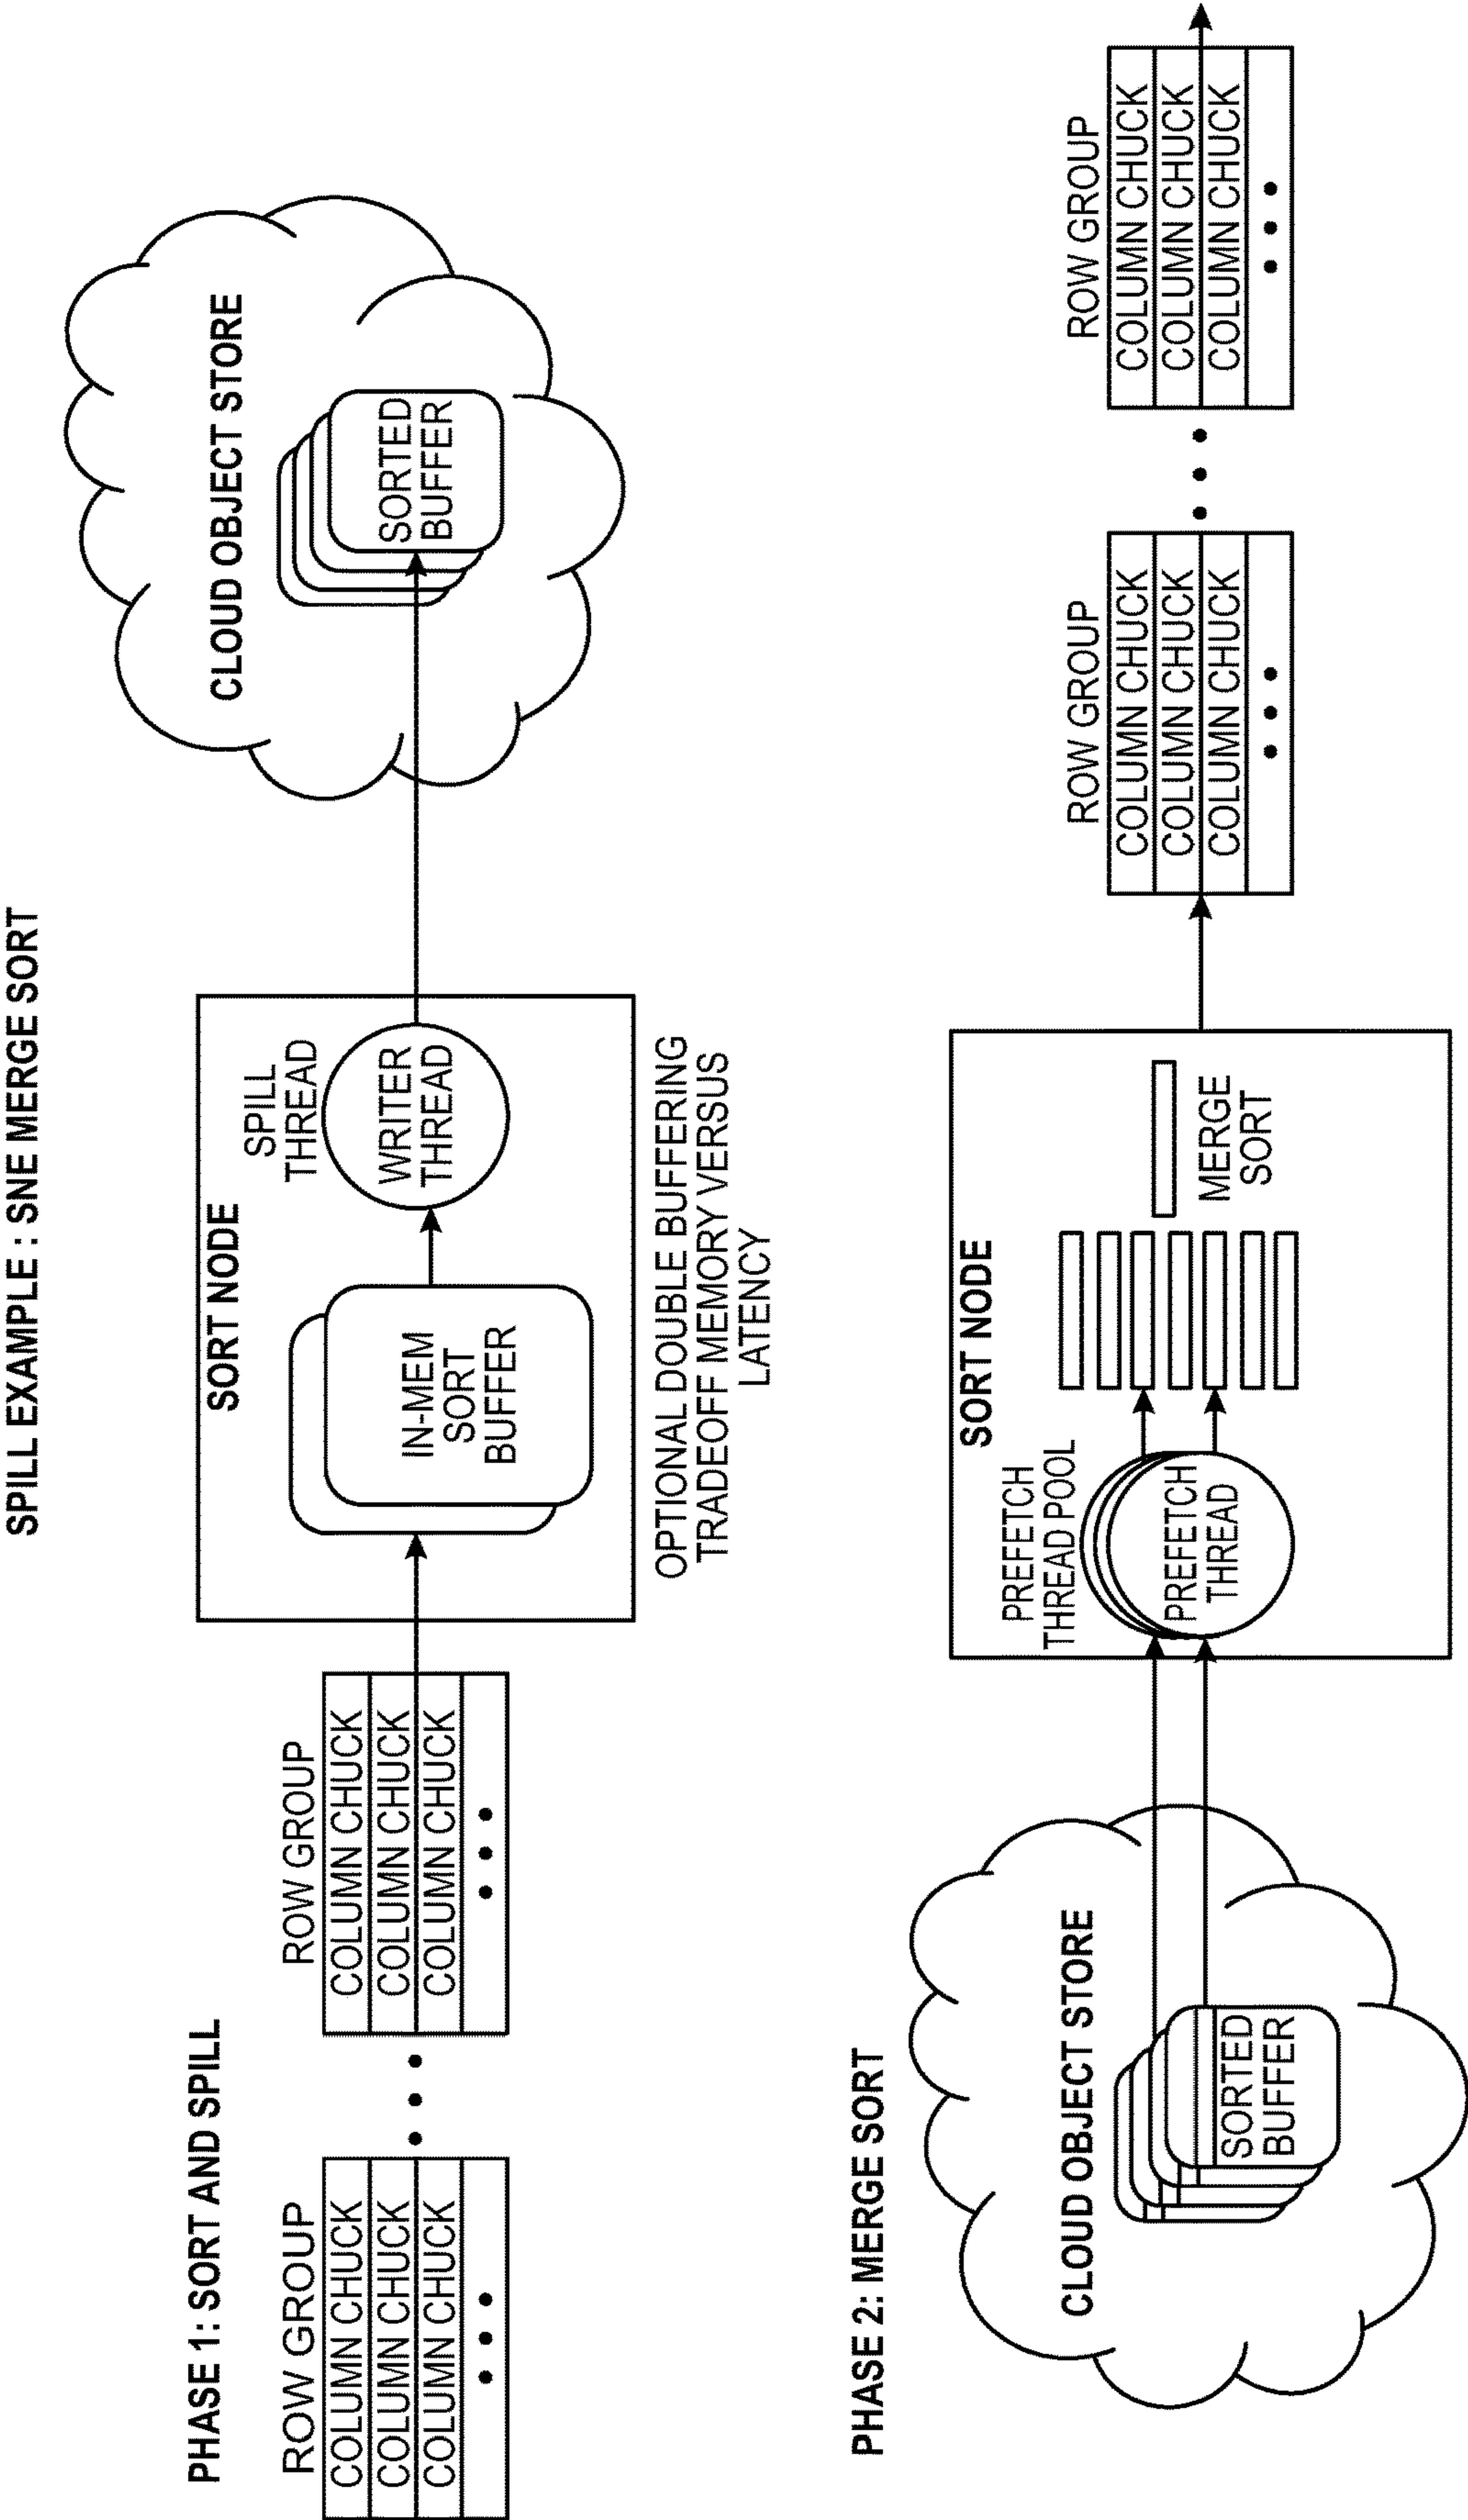 SPILL EXAMPLE : SNE MERGE SORT
PHASE 1: SORT AND SPILL
ROW GROUP
COLUMN CHUCK
COLUMN CHUCK
COLUMN CHUCK
ROW GROUP
COLUMN CHUCK
COLUMN CHUCK
COLUMN CHUCK
SORT NODE
IN-MEM
SORT
BUFFER
SPILL
THREAD
WRITER
THREAD
OPTIONAL DOUBLE BUFFERING
TRADEOFF MEMORY VERSUS
LATENCY
CLOUD OBJECT STORE
SORTED
BUFFER
PHASE 2: MERGE SORT
CLOUD OBJECT STORE
SORTED
BUFFER
SORT NODE
PREFETCH
THREAD POOL
PREFETCH
THREAD
MERGE
SORT
ROW GROUP
COLUMN CHUCK
COLUMN CHUCK
COLUMN CHUCK
ROW GROUP
COLUMN CHUCK
COLUMN CHUCK
COLUMN CHUCK